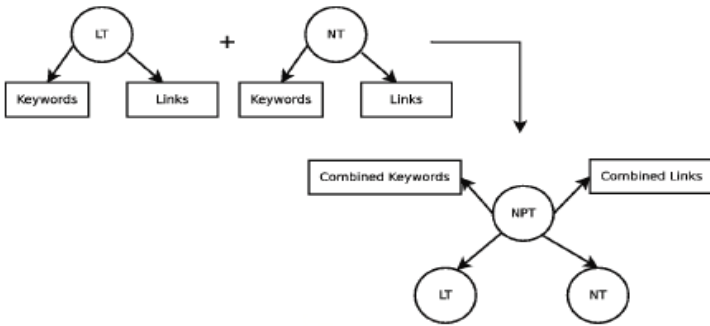 LT
+
NT
Keywords
Links
Keywords
Links
Combined Keywords
Combined Links
NPT
LT
NT